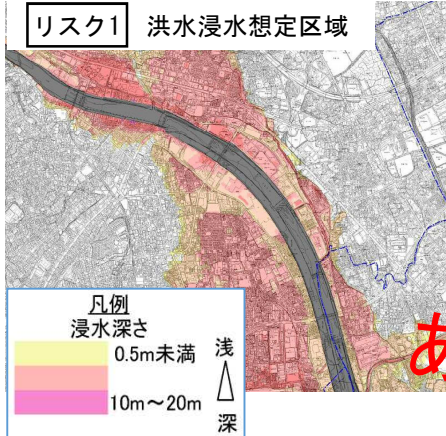 リスク1 洪水浸水想定区域
凡例
浸水深さ
0.5m未満
10m～20m
浅
深
あ